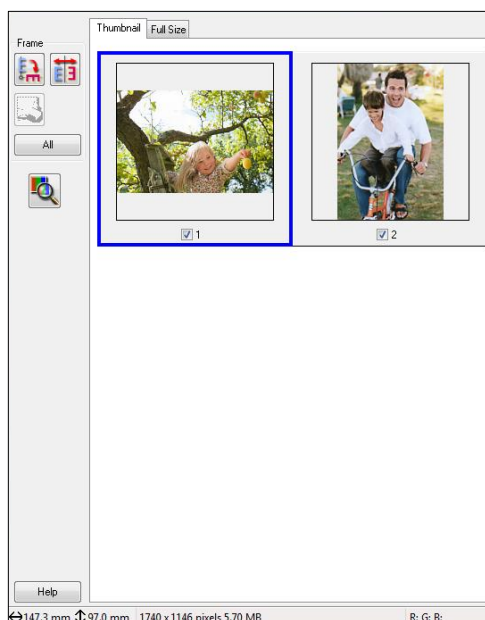 Thumbnail Full Size
Frame
All
1 2
Help
147.3 mm 97.0 mm 1740 x 1146 pixels 5.70 MB R: G: B: